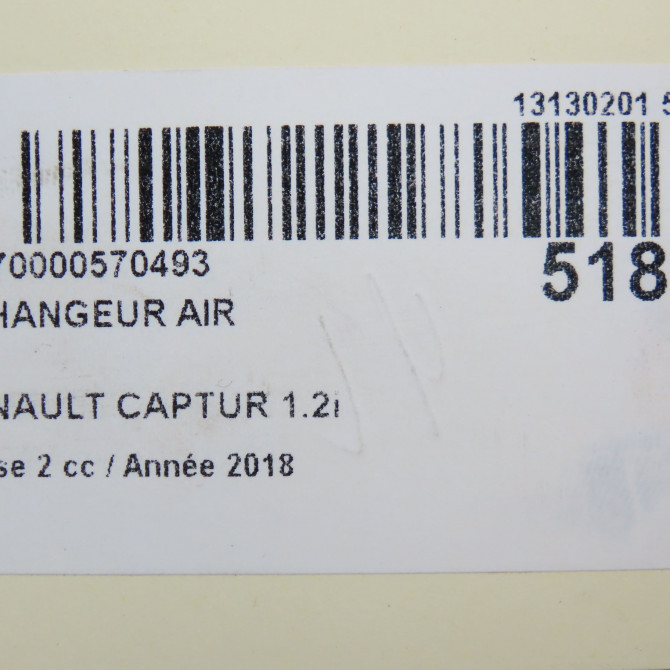 13130201 5
70000570493
518
HANGEUR AIR
NAULT CAPTUR 1.2i
se 2 cc / Année 2018